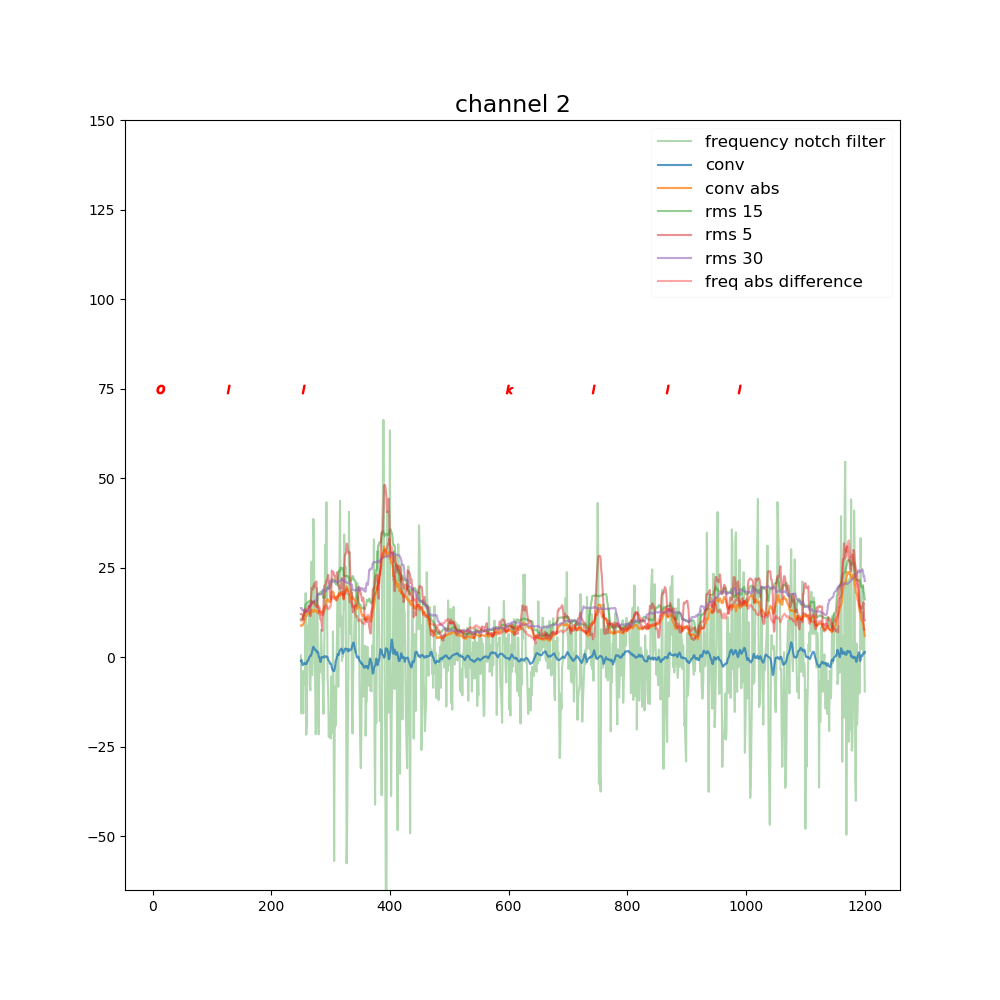 channel 2
150
frequency notch filter
conv
conv abs
rms 15
rms 5
rms 30
freq abs difference
125
100
75
O I I k I I I
50
25
0
−25
−50
0 200 400 600 800 1000 1200